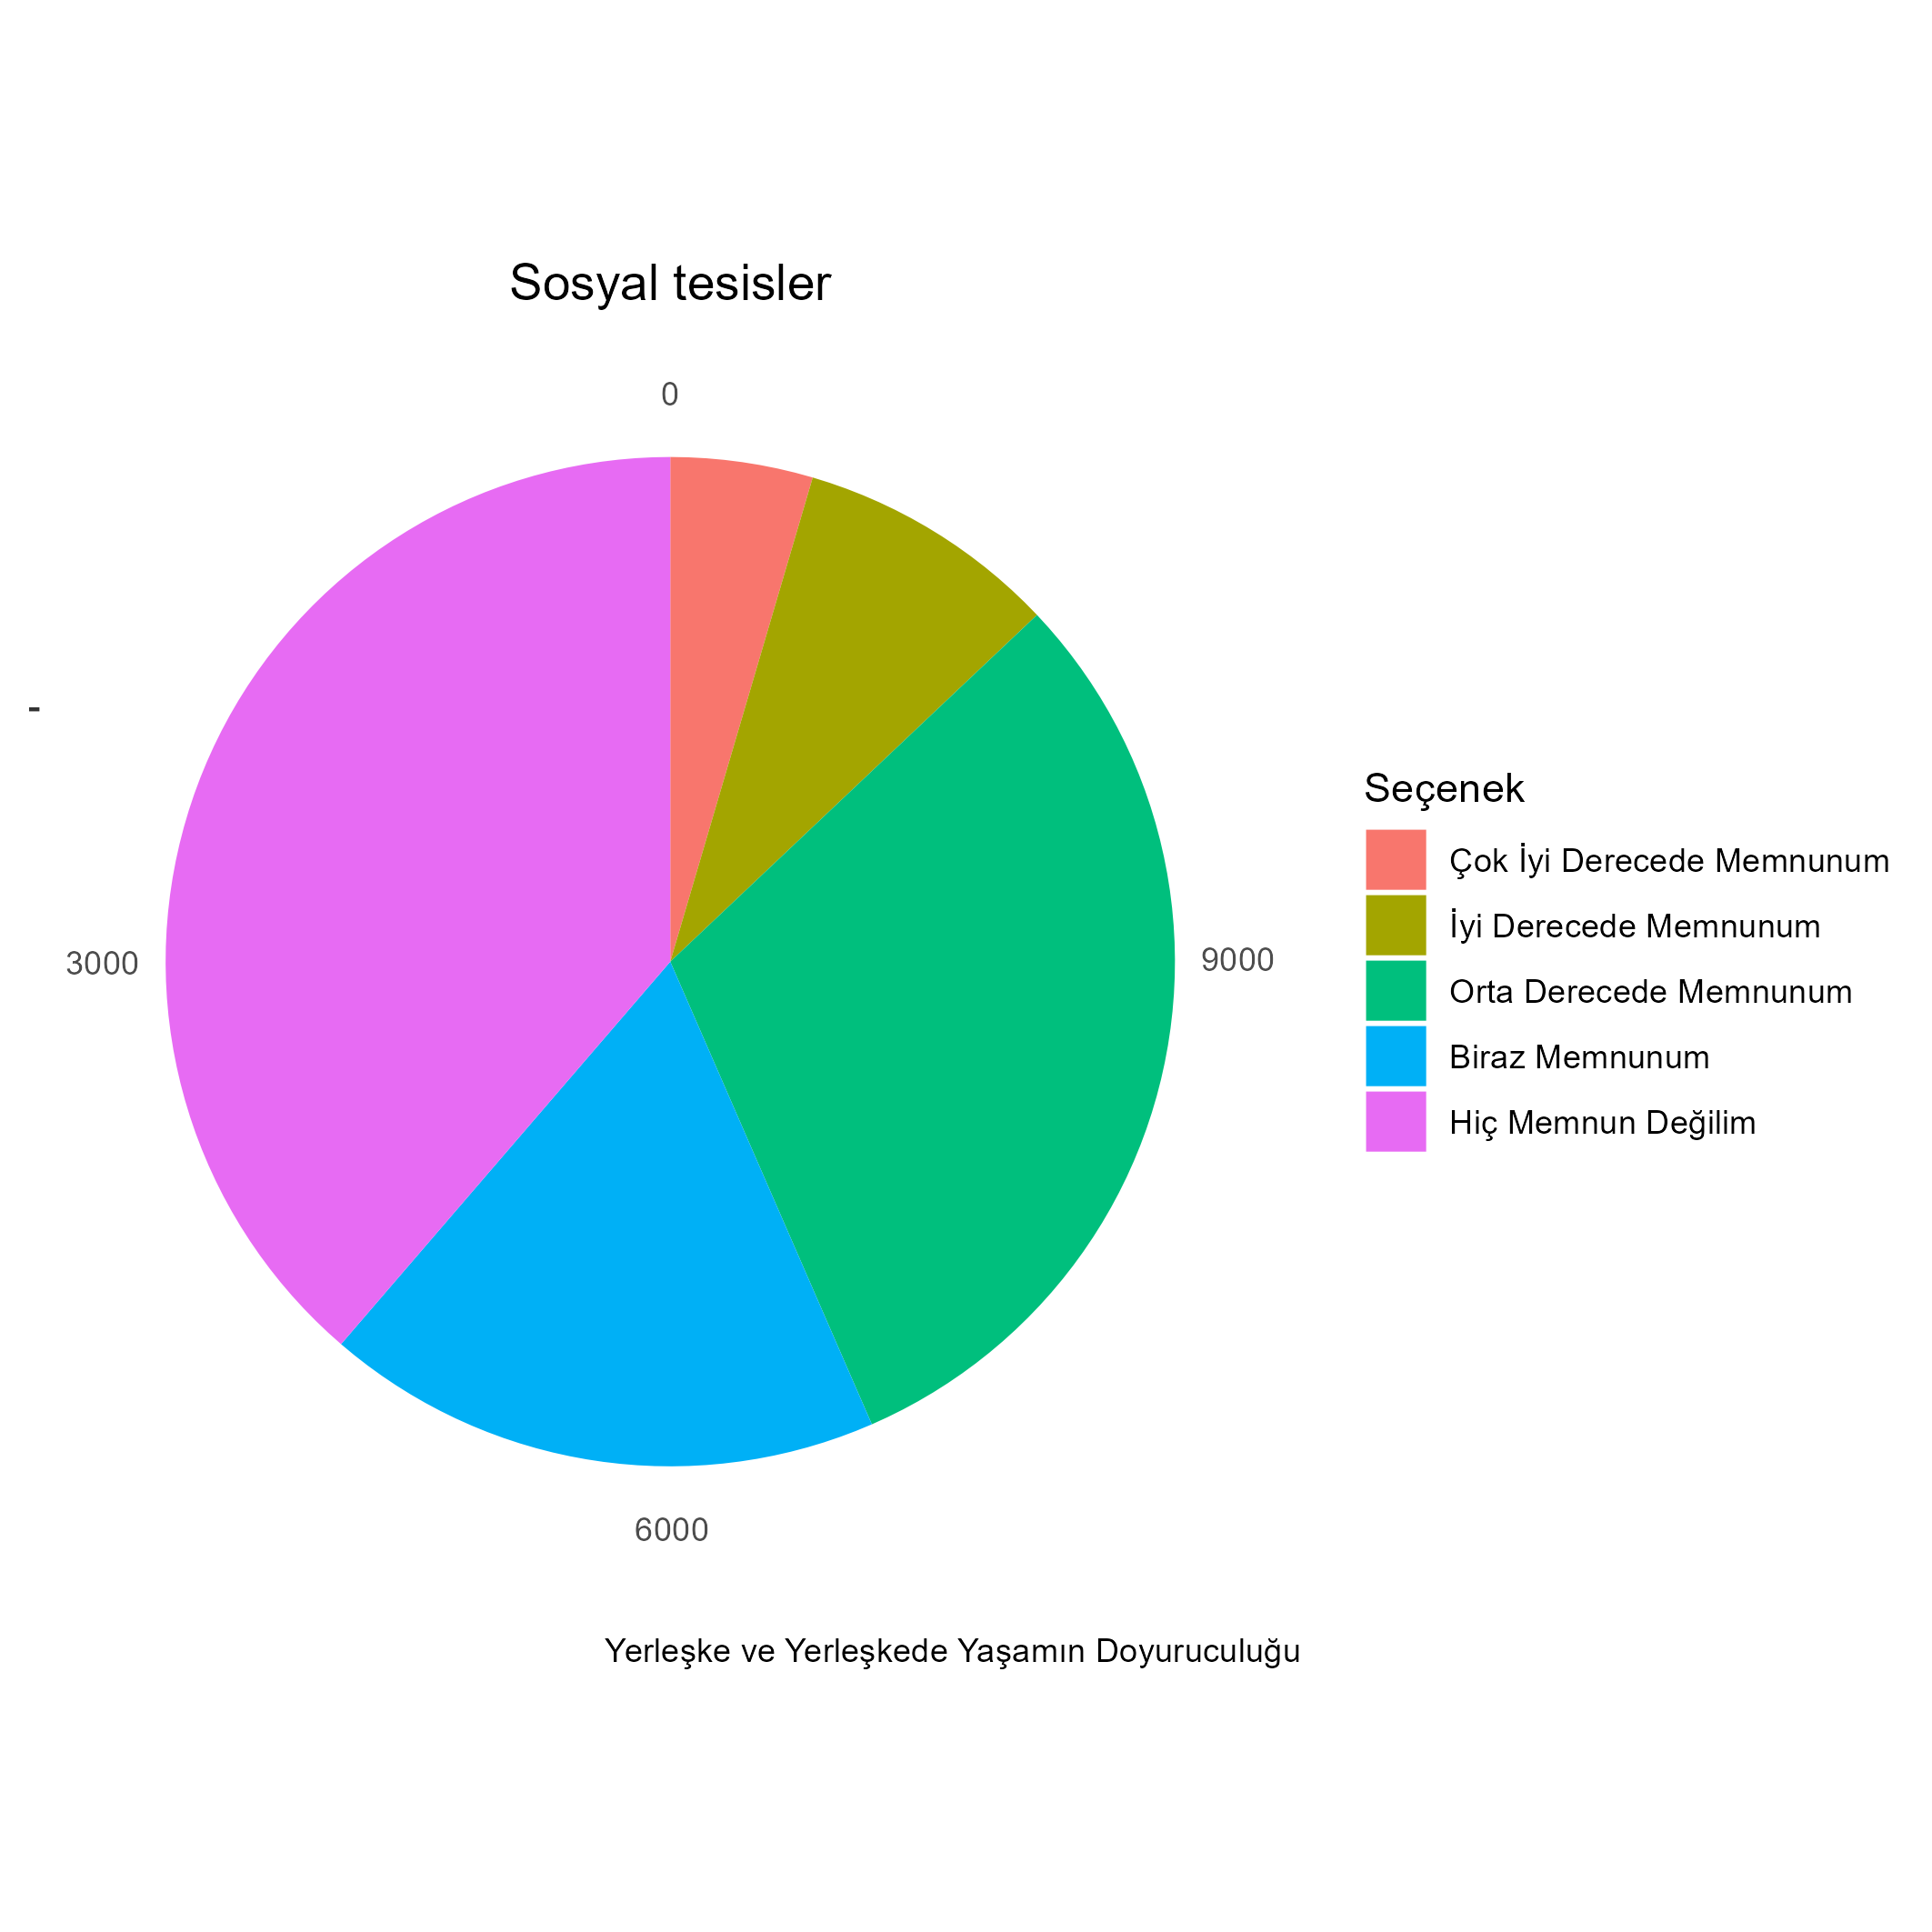 Sosyal tesisler
0
-
3000
9000
6000
Seçenek
Çok İyi Derecede Memnunum
İyi Derecede Memnunum
Orta Derecede Memnunum
Biraz Memnunum
Hiç Memnun Değilim
Yerleşke ve Yerleşkede Yaşamın Doyuruculuğu